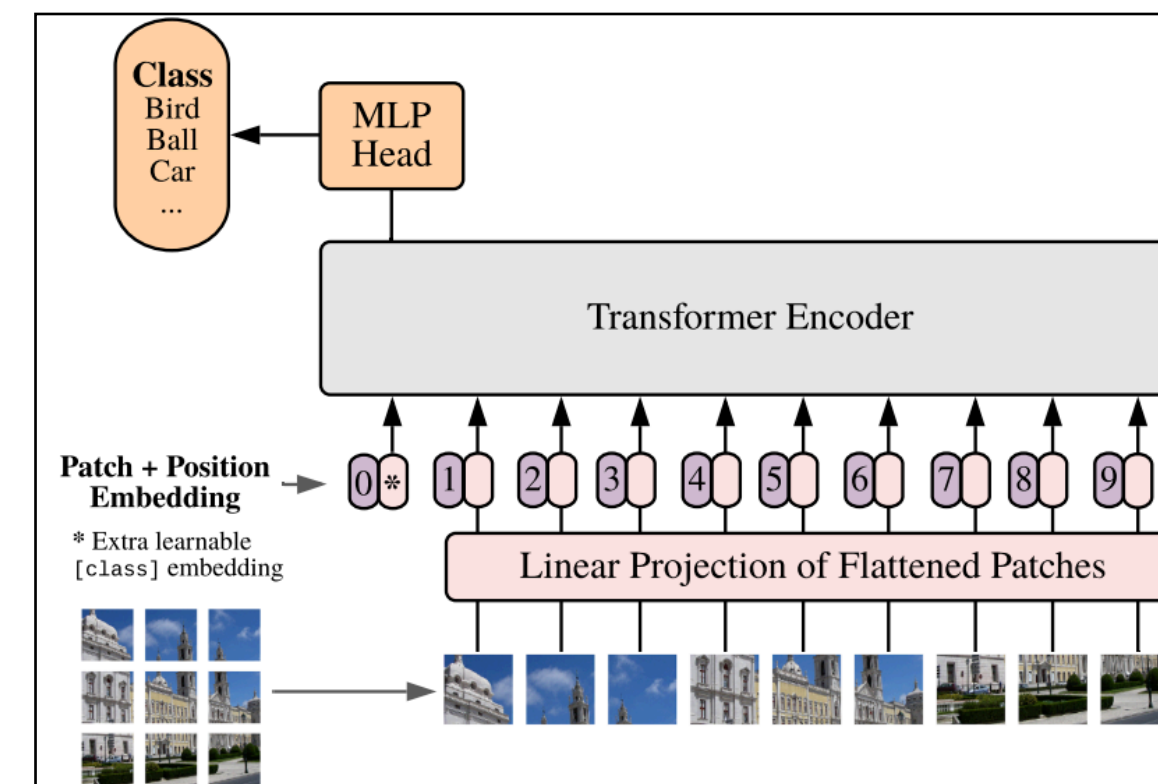 Class
Bird
Ball
Car
...
MLP
Head
Transformer Encoder
Patch + Position
Embedding
0 * 1 2 3 4 5 6 7 8 9
* Extra learnable
[class] embedding
Linear Projection of Flattened Patches